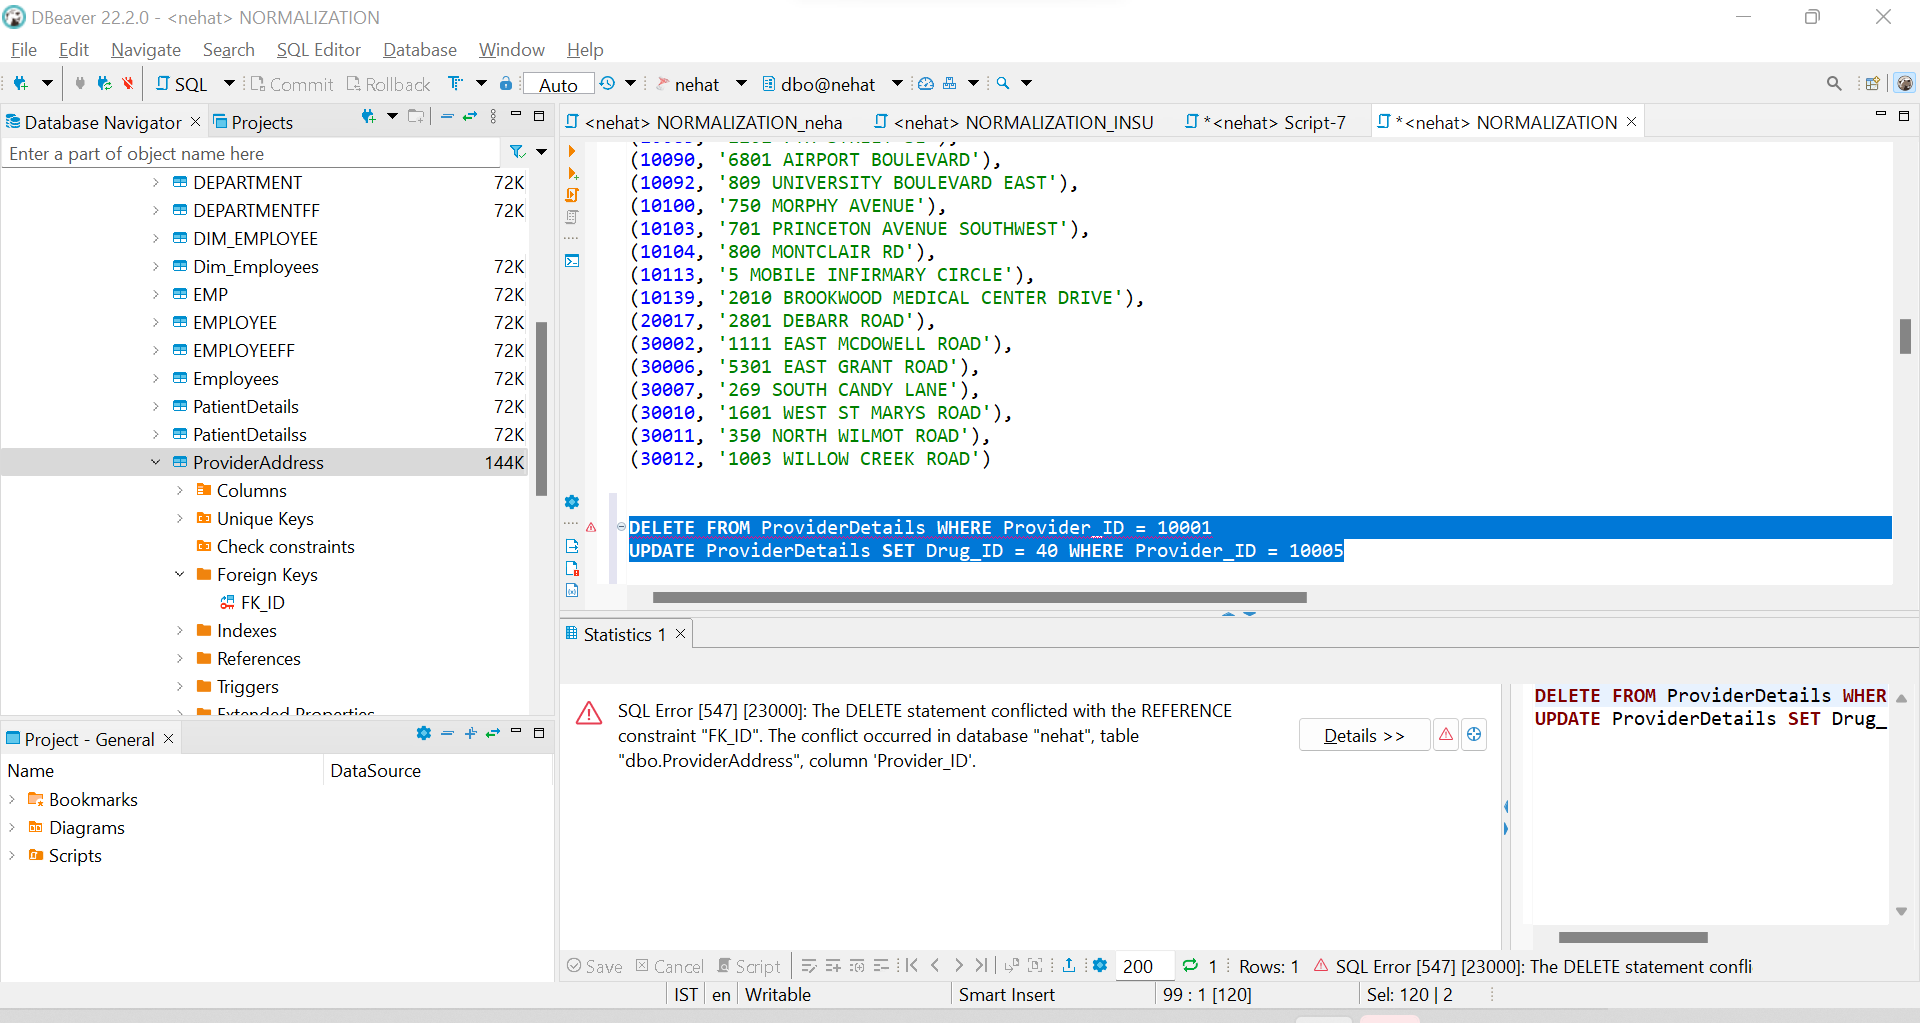 DBeaver 22.2.0 - <nehat> NORMALIZATION
File Edit Navigate Search SQL Editor Database Window Help
SQL Commit Rollback Auto nehat dbo@nehat
Database Navigator Projects
Enter a part of object name here
DEPARTMENT 72K
DEPARTMENTFF 72K
DIM_EMPLOYEE
Dim_Employees 72K
EMP 72K
EMPLOYEE 72K
EMPLOYEEFF 72K
Employees 72K
PatientDetails 72K
PatientDetailss 72K
ProviderAddress 144K
Columns
Unique Keys
Check constraints
Foreign Keys
FK_ID
Indexes
References
Triggers
Extended Properties
Project - General
Name DataSource
Bookmarks
Diagrams
Scripts
<nehat> NORMALIZATION_neha <nehat> NORMALIZATION_INSU *<nehat> Script-7 *<nehat> NORMALIZATION
(10090, '6801 AIRPORT BOULEVARD'),
(10092, '809 UNIVERSITY BOULEVARD EAST'),
(10100, '750 MORPHY AVENUE'),
(10103, '701 PRINCETON AVENUE SOUTHWEST'),
(10104, '800 MONTCLAIR RD'),
(10113, '5 MOBILE INFIRMARY CIRCLE'),
(10139, '2010 BROOKWOOD MEDICAL CENTER DRIVE'),
(20017, '2801 DEBARR ROAD'),
(30002, '1111 EAST MCDOWELL ROAD'),
(30006, '5301 EAST GRANT ROAD'),
(30007, '269 SOUTH CANDY LANE'),
(30010, '1601 WEST ST MARYS ROAD'),
(30011, '350 NORTH WILMOT ROAD'),
(30012, '1003 WILLOW CREEK ROAD')
DELETE FROM ProviderDetails WHERE Provider_ID = 10001
UPDATE ProviderDetails SET Drug_ID = 40 WHERE Provider_ID = 10005
Statistics 1
SQL Error [547] [23000]: The DELETE statement conflicted with the REFERENCE
constraint "FK_ID". The conflict occurred in database "nehat", table
"dbo.ProviderAddress", column 'Provider_ID'.
Details >>
DELETE FROM ProviderDetails WHER
UPDATE ProviderDetails SET Drug_
Save Cancel Script 200 1 Rows: 1 SQL Error [547] [23000]: The DELETE statement confli
IST en Writable Smart Insert 99 : 1 [120] Sel: 120 | 2